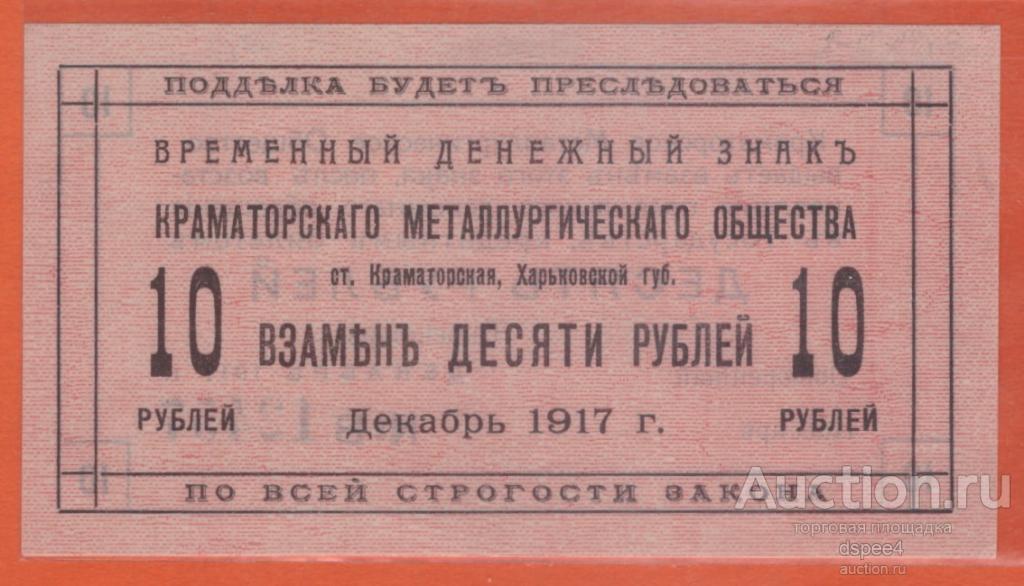 ПОДДѢЛКА БУДЕТЪ ПРЕСЛѢДОВАТЬСЯ
ВРЕМЕННЫЙ ДЕНЕЖНЫЙ ЗНАКЪ
КРАМАТОРСКАГО МЕТАЛЛУРГИЧЕСКАГО ОБЩЕСТВА
ст. Краматорская, Харьковской губ.
10 ВЗАМѢНЪ ДЕСЯТИ РУБЛЕЙ 10
РУБЛЕЙ Декабрь 1917 г. РУБЛЕЙ
ПО ВСЕЙ СТРОГОСТИ ЗАКОНА
Auction.ru
торговая площадка
dspee4
auction.ru